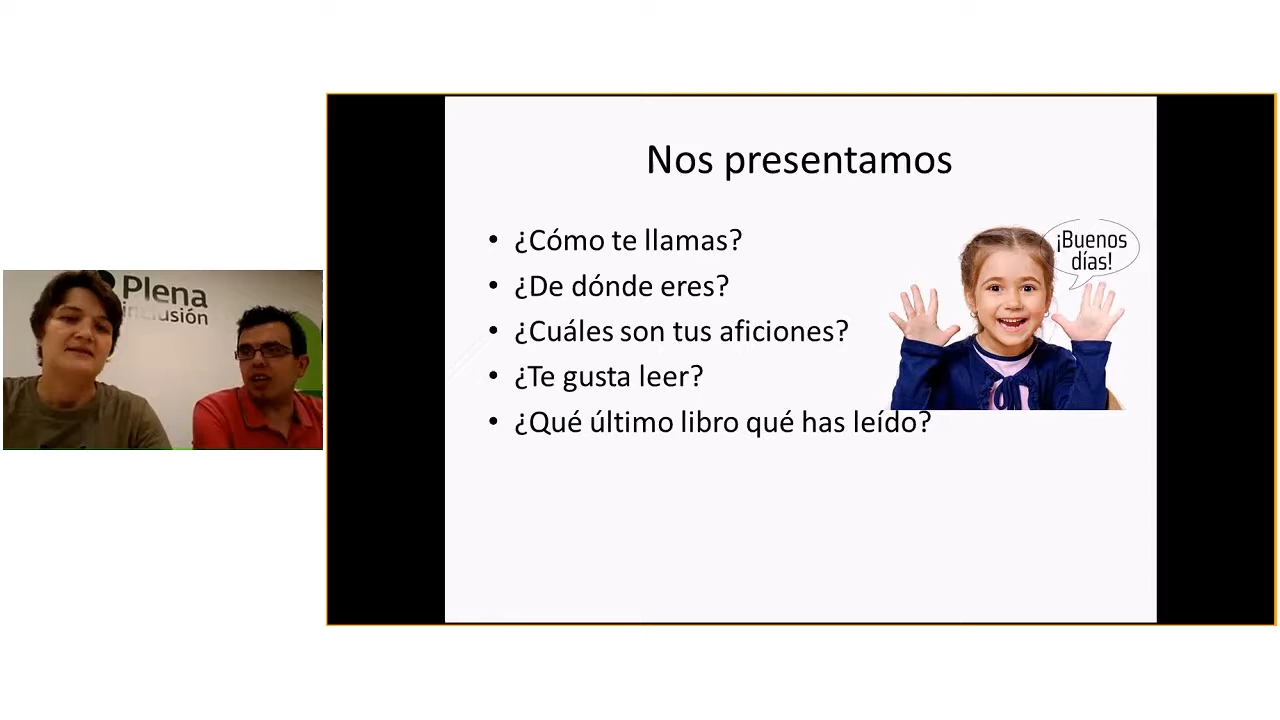 Plena
inclusión
Nos presentamos
• ¿Cómo te llamas?
• ¿De dónde eres?
• ¿Cuáles son tus aficiones?
• ¿Te gusta leer?
• ¿Qué último libro qué has leído?
¡Buenos
días!